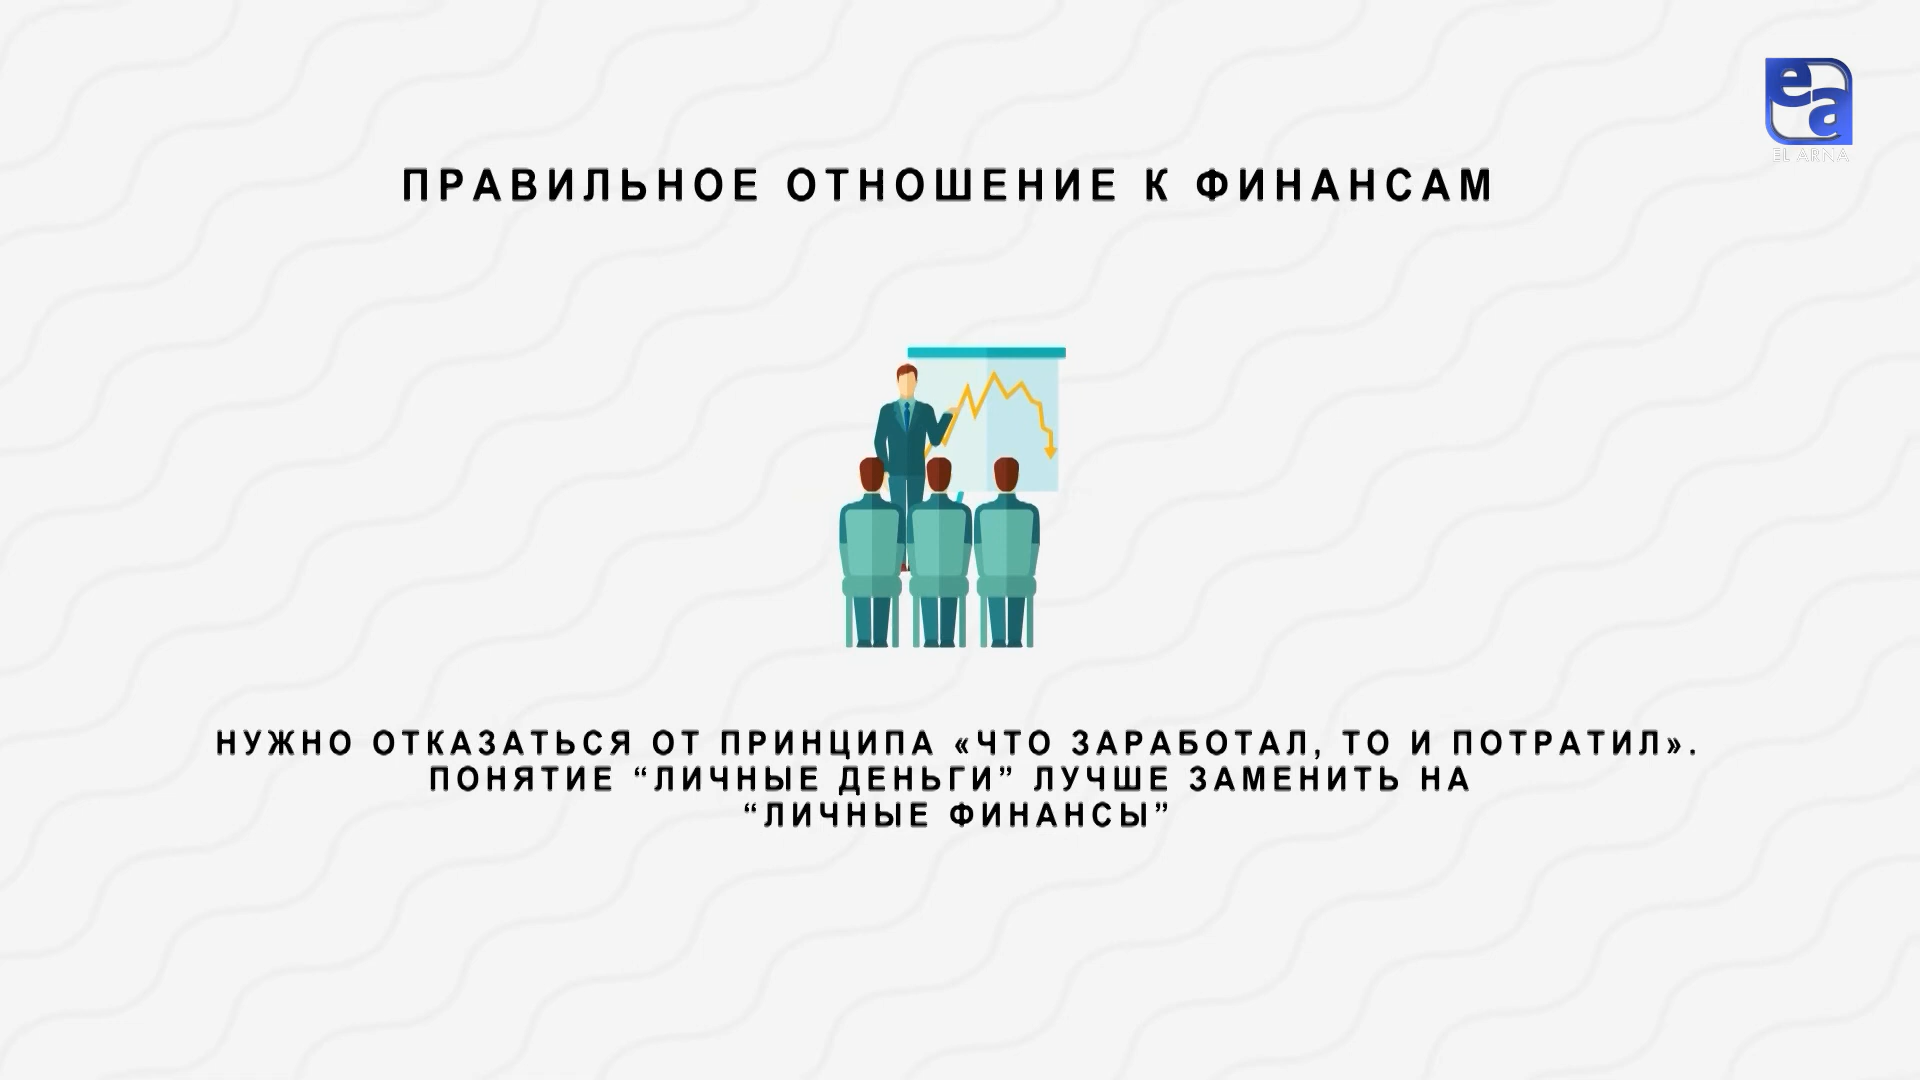 ea
EL ARNA
ПРАВИЛЬНОЕ ОТНОШЕНИЕ К ФИНАНСАМ
НУЖНО ОТКАЗАТЬСЯ ОТ ПРИНЦИПА «ЧТО ЗАРАБОТАЛ, ТО И ПОТРАТИЛ».
ПОНЯТИЕ “ЛИЧНЫЕ ДЕНЬГИ” ЛУЧШЕ ЗАМЕНИТЬ НА
“ЛИЧНЫЕ ФИНАНСЫ”